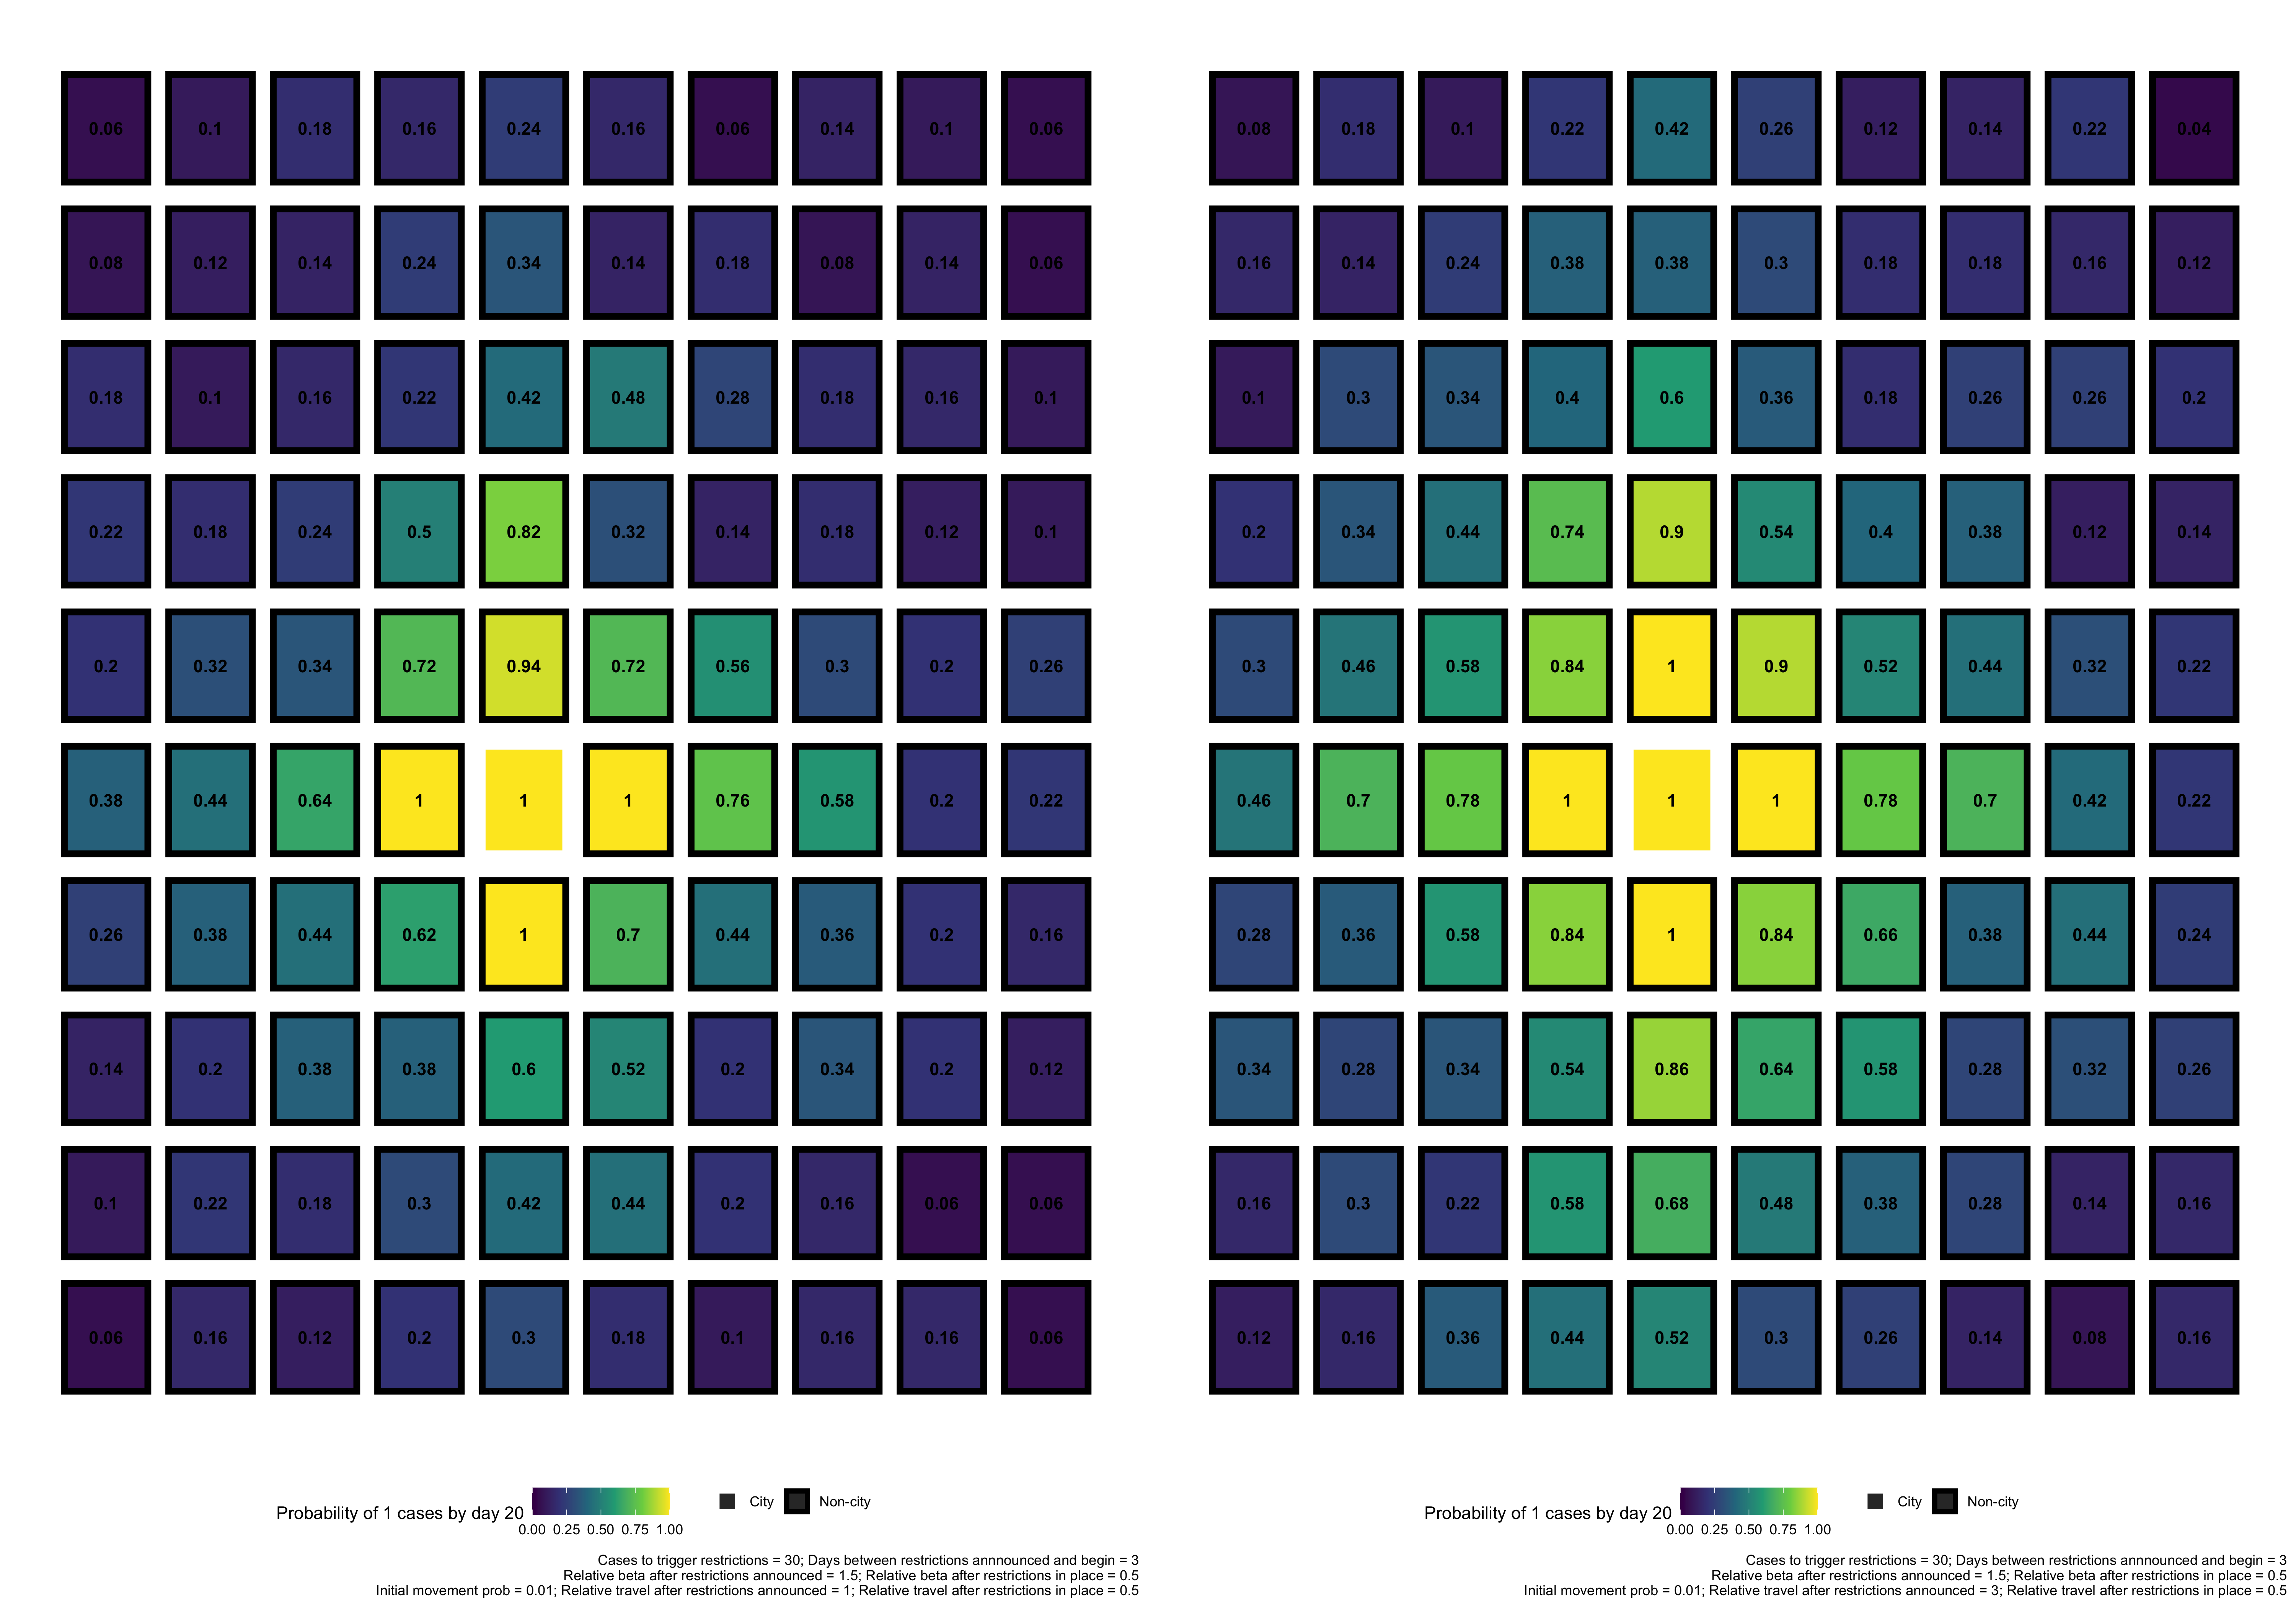 0.06 0.1 0.18 0.16 0.24 0.16 0.06 0.14 0.1 0.06
0.08 0.12 0.14 0.24 0.34 0.14 0.18 0.08 0.14 0.06
0.18 0.1 0.16 0.22 0.42 0.48 0.28 0.18 0.16 0.1
0.22 0.18 0.24 0.5 0.82 0.32 0.14 0.18 0.12 0.1
0.2 0.32 0.34 0.72 0.94 0.72 0.56 0.3 0.2 0.26
0.38 0.44 0.64 1 1 1 0.76 0.58 0.2 0.22
0.26 0.38 0.44 0.62 1 0.7 0.44 0.36 0.2 0.16
0.14 0.2 0.38 0.38 0.6 0.52 0.2 0.34 0.2 0.12
0.1 0.22 0.18 0.3 0.42 0.44 0.2 0.16 0.06 0.06
0.06 0.16 0.12 0.2 0.3 0.18 0.1 0.16 0.16 0.06
Probability of 1 cases by day 20
0.00 0.25 0.50 0.75 1.00
City Non-city
Cases to trigger restrictions = 30; Days between restrictions annnounced and begin = 3
Relative beta after restrictions announced = 1.5; Relative beta after restrictions in place = 0.5
Initial movement prob = 0.01; Relative travel after restrictions announced = 1; Relative travel after restrictions in place = 0.5
0.08 0.18 0.1 0.22 0.42 0.26 0.12 0.14 0.22 0.04
0.16 0.14 0.24 0.38 0.38 0.3 0.18 0.18 0.16 0.12
0.1 0.3 0.34 0.4 0.6 0.36 0.18 0.26 0.26 0.2
0.2 0.34 0.44 0.74 0.9 0.54 0.4 0.38 0.12 0.14
0.3 0.46 0.58 0.84 1 0.9 0.52 0.44 0.32 0.22
0.46 0.7 0.78 1 1 1 0.78 0.7 0.42 0.22
0.28 0.36 0.58 0.84 1 0.84 0.66 0.38 0.44 0.24
0.34 0.28 0.34 0.54 0.86 0.64 0.58 0.28 0.32 0.26
0.16 0.3 0.22 0.58 0.68 0.48 0.38 0.28 0.14 0.16
0.12 0.16 0.36 0.44 0.52 0.3 0.26 0.14 0.08 0.16
Probability of 1 cases by day 20
0.00 0.25 0.50 0.75 1.00
City Non-city
Cases to trigger restrictions = 30; Days between restrictions annnounced and begin = 3
Relative beta after restrictions announced = 1.5; Relative beta after restrictions in place = 0.5
Initial movement prob = 0.01; Relative travel after restrictions announced = 3; Relative travel after restrictions in place = 0.5